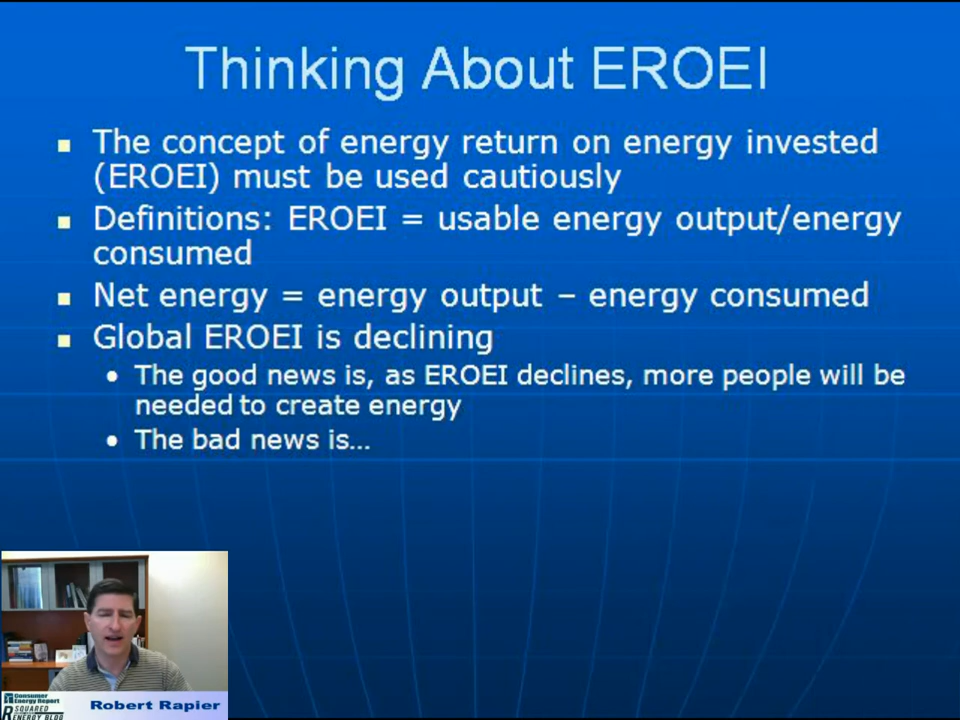 Thinking About EROEI
The concept of energy return on energy invested
(EROEI) must be used cautiously
Definitions: EROEI = usable energy output/energy
consumed
Net energy = energy output – energy consumed
Global EROEI is declining
The good news is, as EROEI declines, more people will be
needed to create energy
The bad news is...
Consumer
Energy Report
R SQUARED
ENERGY BLOG
Robert Rapier